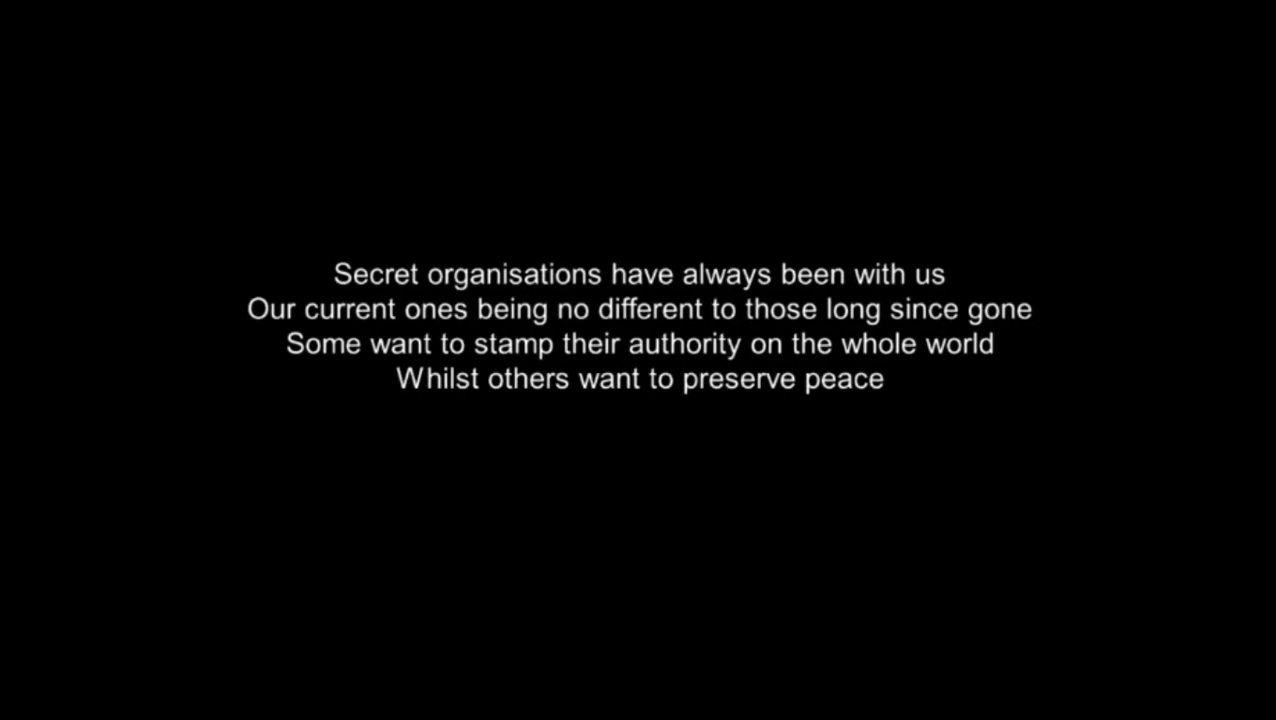 Secret organisations have always been with us
Our current ones being no different to those long since gone
Some want to stamp their authority on the whole world
Whilst others want to preserve peace